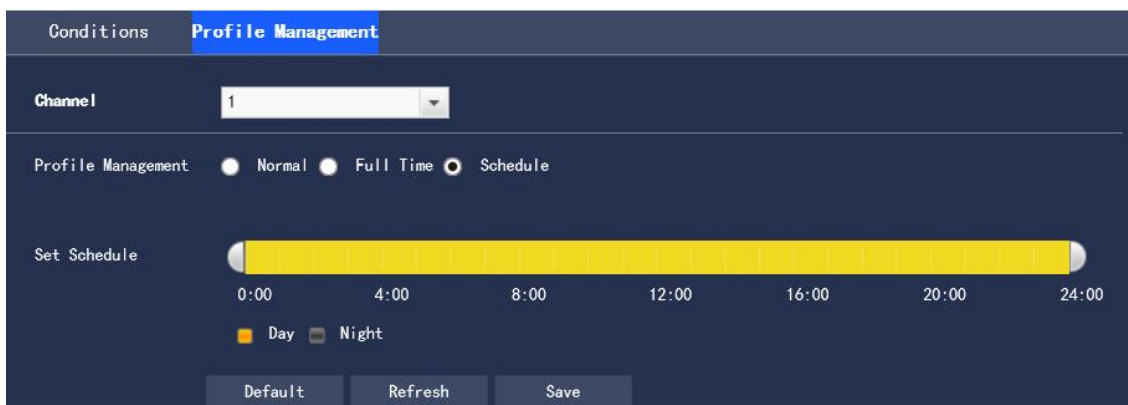 Conditions Profile Management
Channel 1
Profile Management Normal Full Time Schedule
Set Schedule
0:00 4:00 8:00 12:00 16:00 20:00 24:00
Day Night
Default Refresh Save